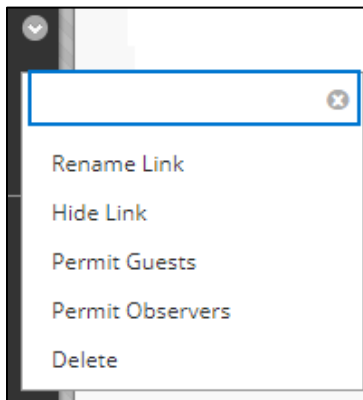 Rename Link
Hide Link
Permit Guests
Permit Observers
Delete